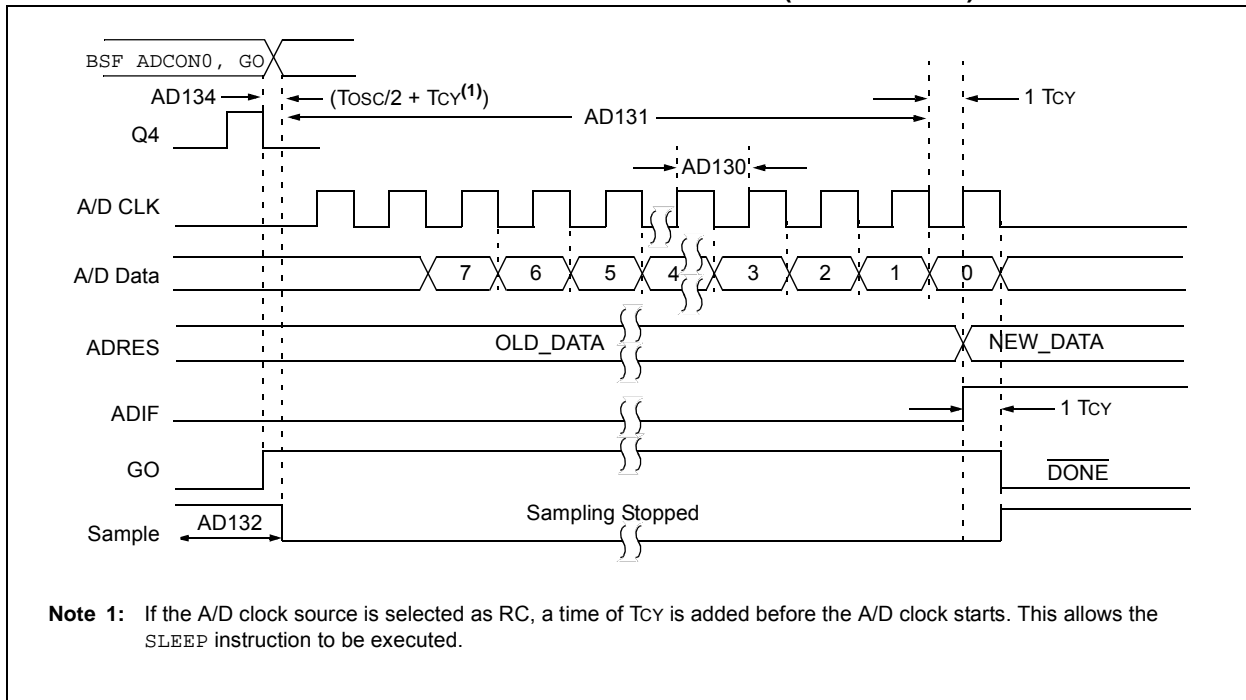 BSF ADCON0, GO
AD134
(TOSC/2 + TCY(1))
1 TCY
AD131
Q4
AD130
A/D CLK
A/D Data
7
6
5
4
3
2
1
0
ADRES
OLD_DATA
NEW_DATA
ADIF
1 TCY
GO
DONE
Sample
AD132
Sampling Stopped
Note 1: If the A/D clock source is selected as RC, a time of TCY is added before the A/D clock starts. This allows the
SLEEP instruction to be executed.